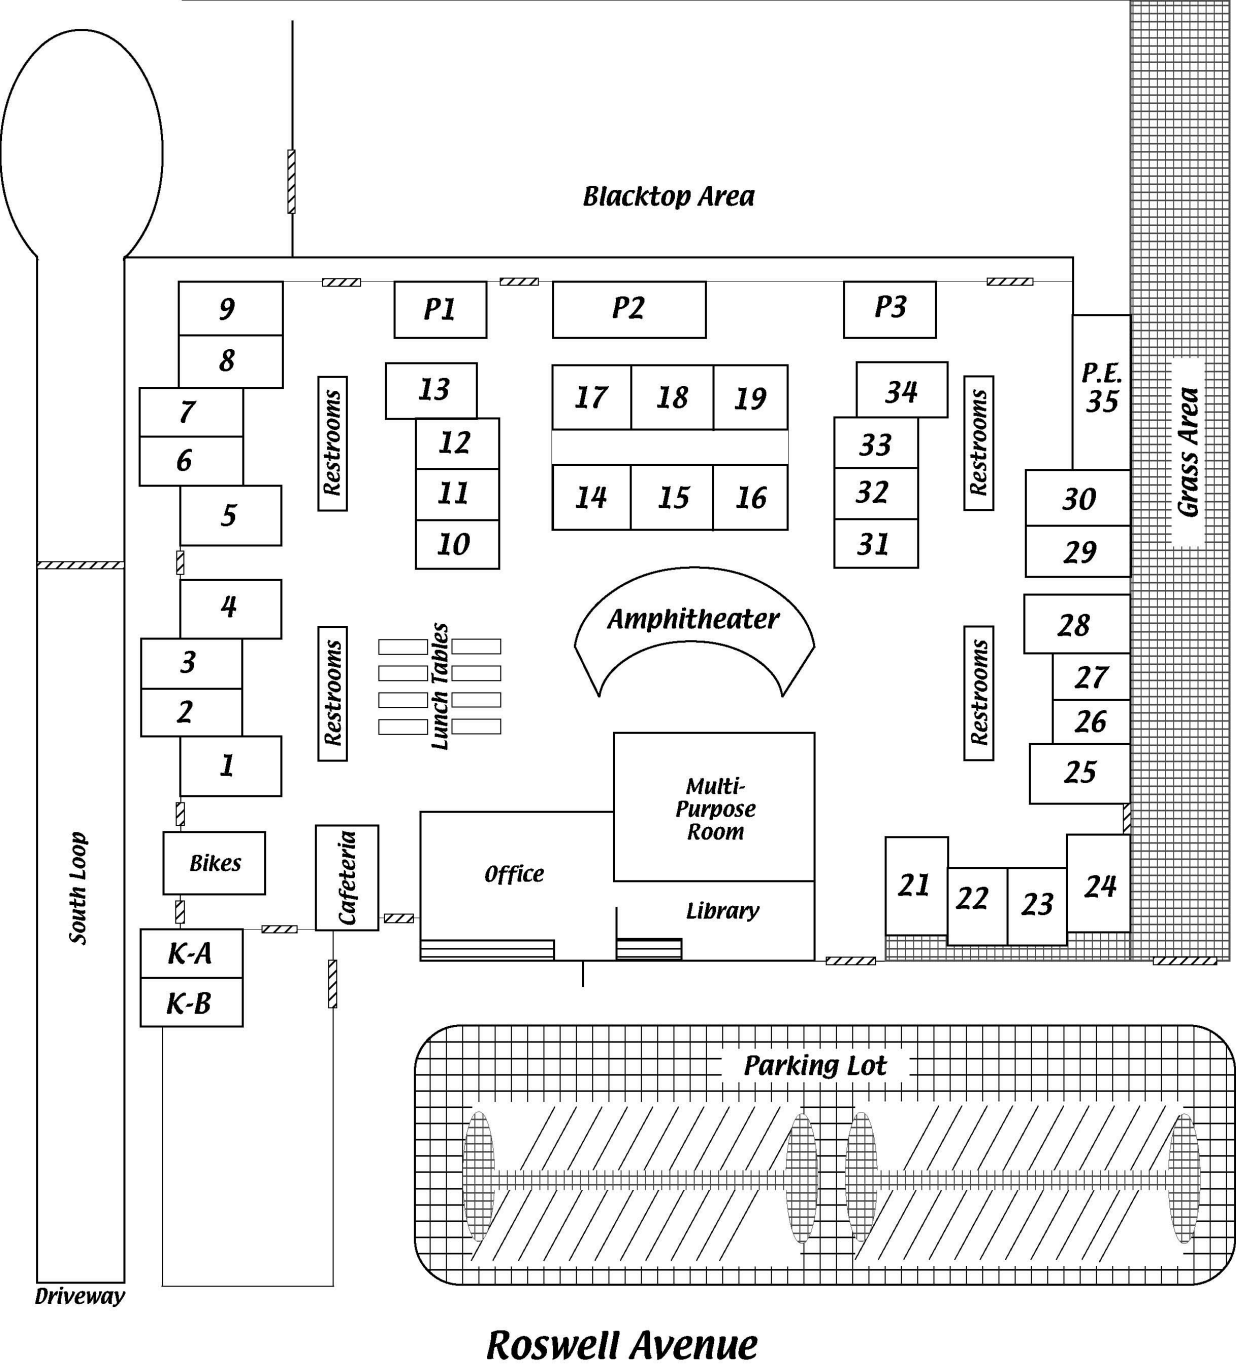 Blacktop Area
9
P1
P2
P3
8
P.E.
35
13
17
18
19
34
7
12
33
6
11
14
15
16
32
30
5
10
31
29
Restrooms
Restrooms
Grass Area
4
Amphitheater
28
3
27
2
26
1
25
Restrooms
Lunch Tables
Restrooms
Multi-
Purpose
Room
Bikes
Cafeteria
Office
Library
21
22
23
24
South Loop
K-A
K-B
Parking Lot
Driveway
Roswell Avenue